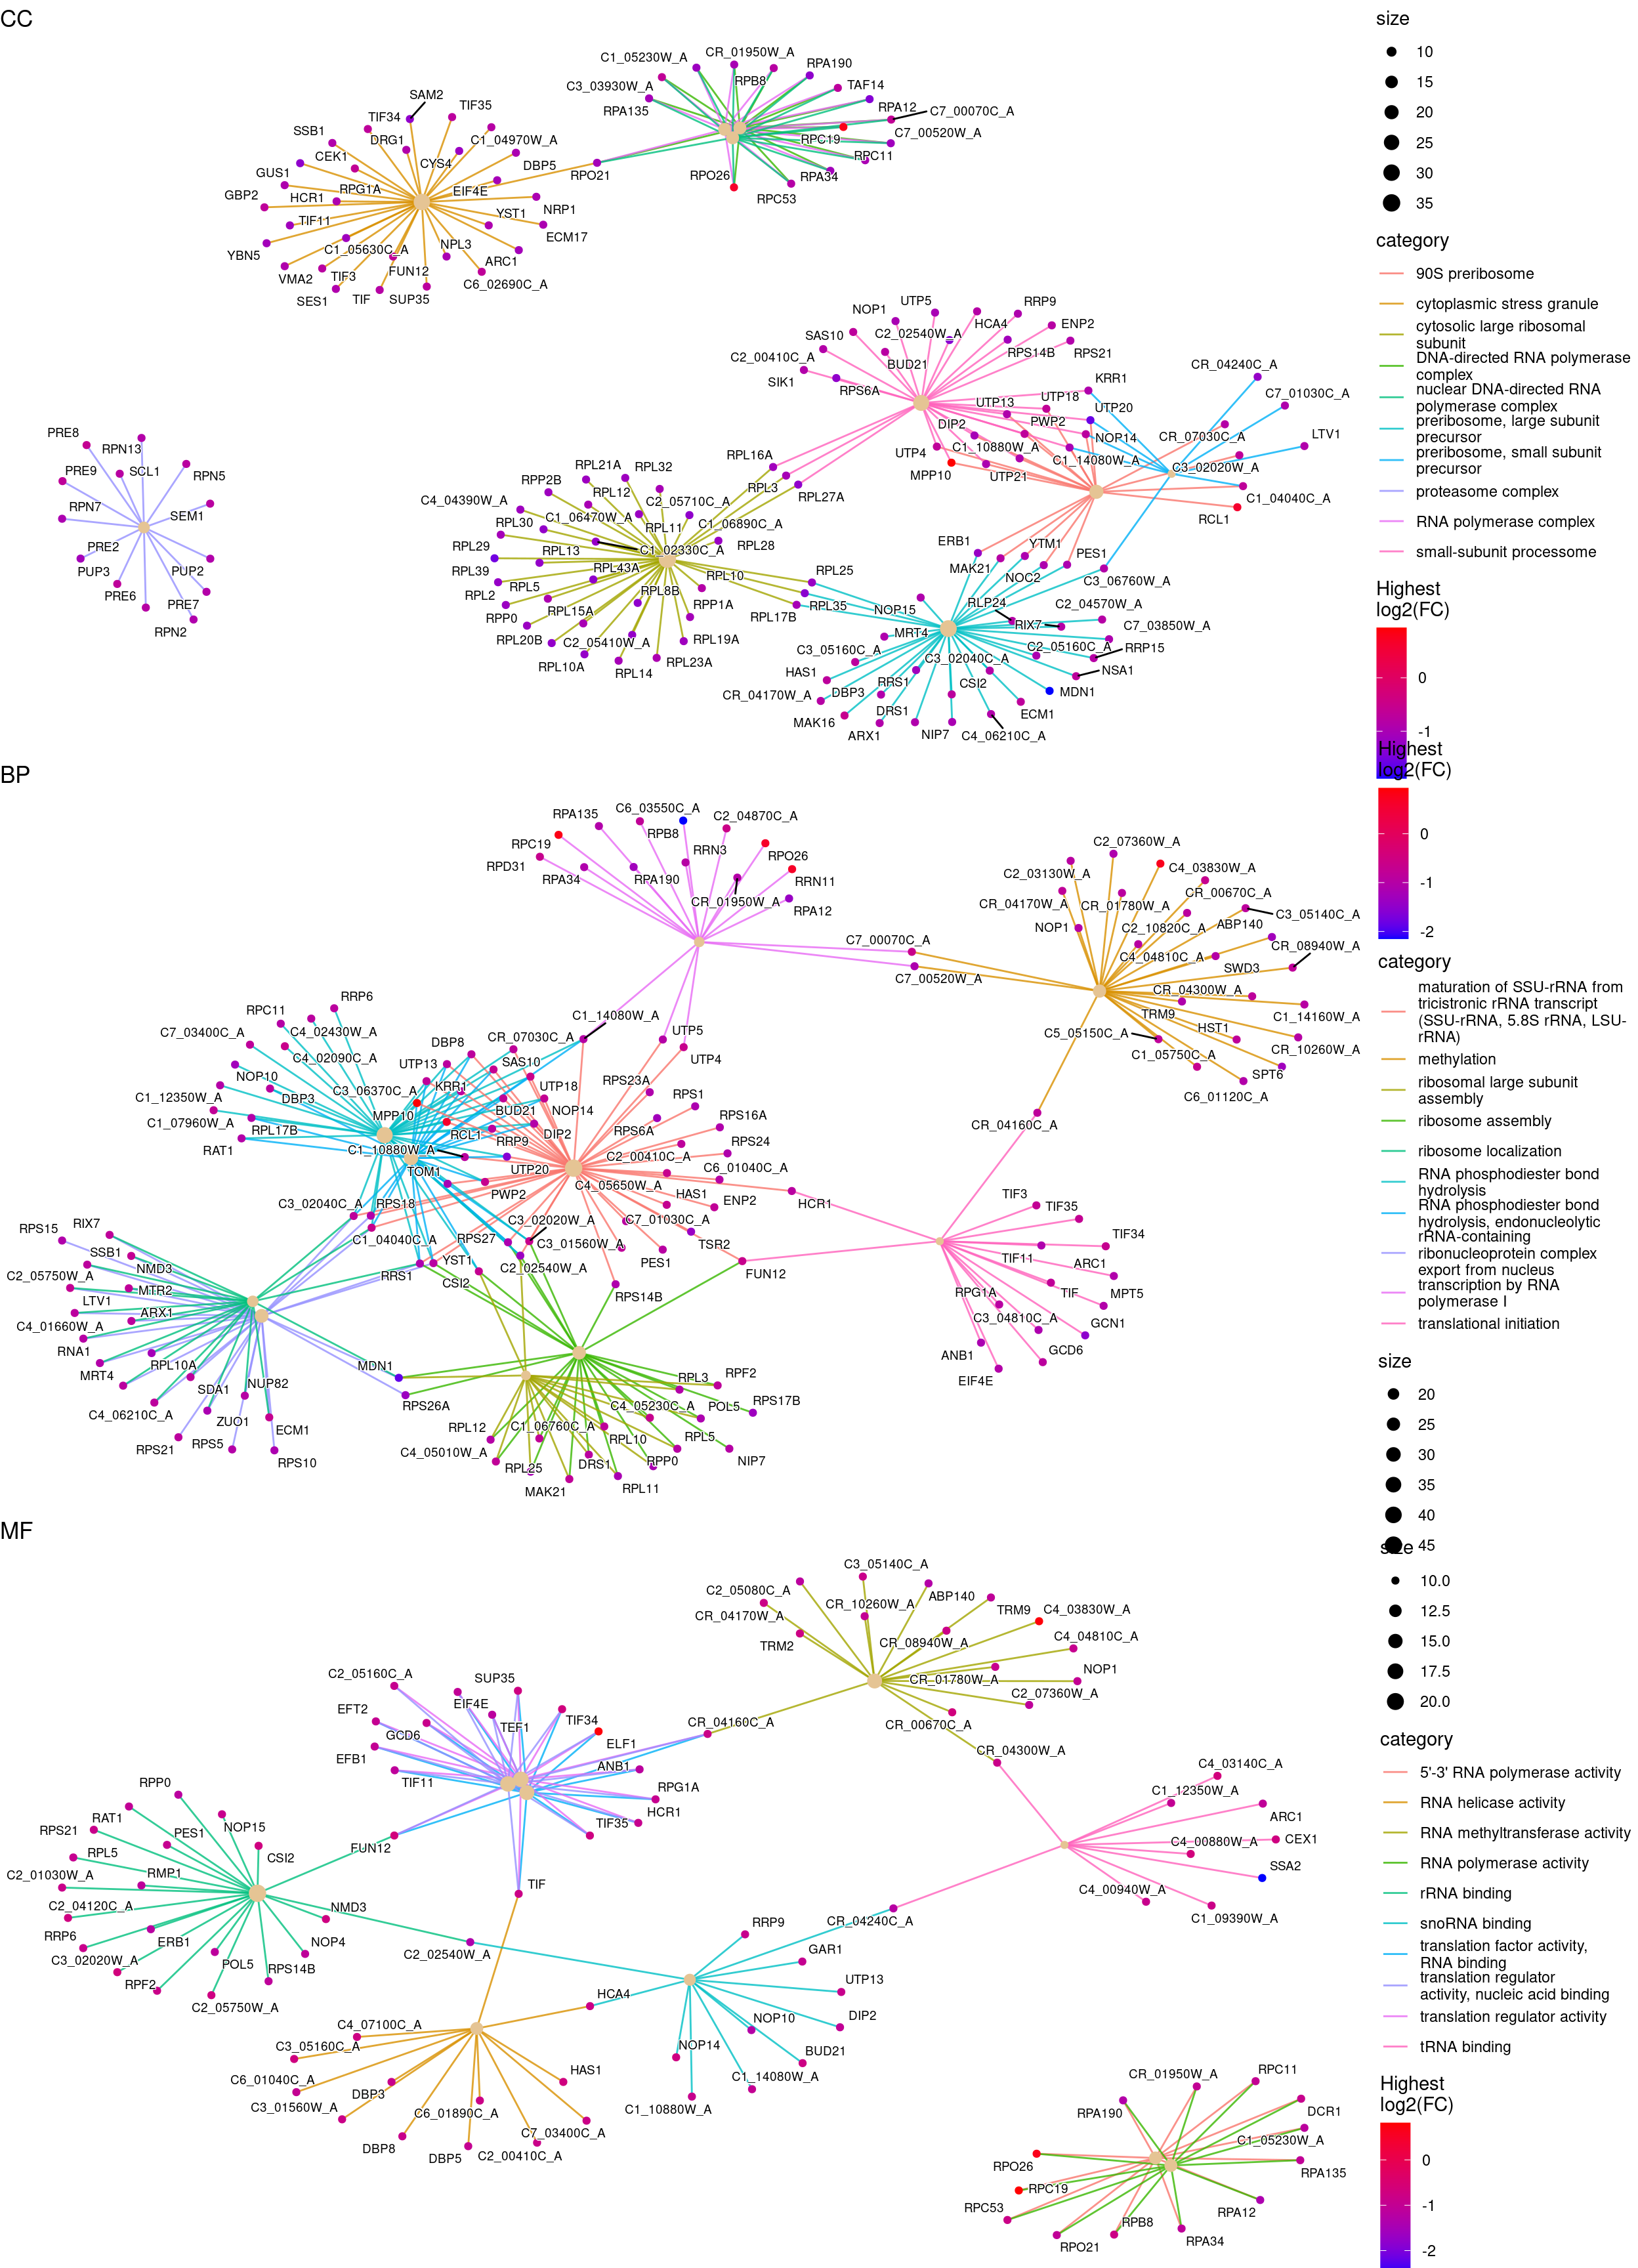 CC
C1_05230W_A
CR_01950W_A
RPB8
RPA190
C3_03930W_A
TAF14
RPA135
RPA12
C7_00070C_A
C7_00520W_A
RPC19
RPC11
RPO21
RPO26
RPA34
RPC53
SAM2
TIF34
TIF35
SSB1
DRG1
C1_04970W_A
CEK1
CYS4
DBP5
GUS1
GBP2
HCR1
RPG1A
EIF4E
NRP1
TIF11
YST1
ECM17
YBN5
C1_05630C_A
NPL3
ARC1
VMA2
TIF3
FUN12
C6_02690C_A
SES1
TIF
SUP35
NOP1
UTP5
RRP9
SAS10
C2_02540W_A
HCA4
ENP2
C2_00410C_A
BUD21
RPS14B
RPS21
SIK1
RPS6A
KRR1
CR_04240C_A
C7_01030C_A
UTP13
UTP18
UTP20
DIP2
PWP2
NOP14
CR_07030C_A
LTV1
UTP4
C1_10880W_A
C1_14080W_A
C3_02020W_A
MPP10
UTP21
C1_04040C_A
RCL1
PRE8
RPN13
PRE9
SCL1
RPN5
RPN7
SEM1
PRE2
PUP3
PUP2
PRE6
PRE7
RPN2
RPL16A
RPL3
RPL27A
RPL21A
RPL32
RPP2B
RPL12
C2_05710C_A
C4_04390W_A
C1_06470W_A
RPL30
RPL11
C1_06890C_A
RPL29
RPL13
C1_02330C_A
RPL28
RPL39
RPL43A
RPL10
RPL25
RPL5
RPL2
RPL8B
RPP1A
RPL35
RPP0
RPL15A
RPL17B
RPL20B
C2_05410W_A
RPL19A
RPL10A
RPL14
RPL23A
ERB1
YTM1
MAK21
PES1
NOC2
C3_06760W_A
NOP15
RLP24
C2_04570W_A
MRT4
RIX7
C7_03850W_A
C3_05160C_A
C2_05160C_A
RRP15
HAS1
C3_02040C_A
NSA1
CR_04170W_A
DBP3
RRS1
CSI2
MDN1
MAK16
DRS1
ECM1
ARX1
NIP7
C4_06210C_A
size
10
15
20
25
30
35
category
90S preribosome
cytoplasmic stress granule
cytosolic large ribosomal
subunit
DNA-directed RNA polymerase
complex
nuclear DNA-directed RNA
polymerase complex
preribosome, large subunit
precursor
preribosome, small subunit
precursor
proteasome complex
RNA polymerase complex
small-subunit processome
Highest
log2(FC)
0
-1
BP
RPA135
C6_03550C_A
C2_04870C_A
RPC19
RPB8
RPD31
RRN3
RPO26
RPA34
RPA190
RRN11
CR_01950W_A
RPA12
C7_00070C_A
C7_00520W_A
C2_07360W_A
C2_03130W_A
C4_03830W_A
CR_04170W_A
CR_01780W_A
CR_00670C_A
C3_05140C_A
NOP1
C2_10820C_A
ABP140
CR_08940W_A
C4_04810C_A
SWD3
CR_04300W_A
TRM9
C1_14160W_A
C5_05150C_A
HST1
CR_10260W_A
C1_05750C_A
SPT6
C6_01120C_A
CR_04160C_A
RRP6
RPC11
C7_03400C_A
C4_02430W_A
C4_02090C_A
C1_14080W_A
DBP8
CR_07030C_A
UTP5
UTP13
SAS10
UTP4
NOP10
C3_06370C_A
KRR1
UTP18
RPS23A
C1_12350W_A
DBP3
MPP10
BUD21
NOP14
RPS1
C1_07960W_A
RPL17B
RCL1
RRP9
DIP2
RPS6A
RPS16A
RAT1
C1_10880W_A
RPS24
TOM1
UTP20
C2_00410C_A
C6_01040C_A
PWP2
C4_05650W_A
C3_02040C_A
RPS18
HAS1
ENP2
HCR1
C3_02020W_A
C7_01030C_A
C1_04040C_A
RPS27
C3_01560W_A
TSR2
YST1
PES1
FUN12
RRS1
CSI2
C2_02540W_A
RPS14B
RPS15
RIX7
SSB1
NMD3
C2_05750W_A
MTR2
LTV1
ARX1
C4_01660W_A
RNA1
RPL10A
MRT4
SDA1
NUP82
C4_06210C_A
ZUO1
ECM1
RPS21
RPS5
RPS10
MDN1
RPS26A
TIF3
TIF35
TIF34
TIF11
ARC1
RPG1A
TIF
MPT5
C3_04810C_A
GCN1
ANB1
GCD6
EIF4E
RPL3
RPF2
C4_05230C_A
POL5
RPS17B
RPL12
C1_06760C_A
RPL10
RPL5
C4_05010W_A
RPL25
DRS1
RPP0
NIP7
MAK21
RPL11
Highest
log2(FC)
0
-1
-2
category
maturation of SSU-rRNA from
tricistronic rRNA transcript
(SSU-rRNA, 5.8S rRNA, LSU-
rRNA)
methylation
ribosomal large subunit
assembly
ribosome assembly
ribosome localization
RNA phosphodiester bond
hydrolysis
RNA phosphodiester bond
hydrolysis, endonucleolytic
rRNA-containing
ribonucleoprotein complex
export from nucleus
transcription by RNA
polymerase I
translational initiation
size
20
25
30
35
40
45
MF
C3_05140C_A
C2_05080C_A
ABP140
CR_04170W_A
CR_10260W_A
TRM9
C4_03830W_A
TRM2
CR_08940W_A
C4_04810C_A
CR_01780W_A
NOP1
C2_07360W_A
CR_00670C_A
CR_04160C_A
CR_04300W_A
C2_05160C_A
SUP35
EFT2
EIF4E
TEF1
TIF34
GCD6
ELF1
EFB1
ANB1
TIF11
RPG1A
HCR1
TIF35
FUN12
TIF
RPP0
RAT1
RPS21
PES1
NOP15
RPL5
CSI2
C2_01030W_A
RMP1
C2_04120C_A
NMD3
RRP6
ERB1
NOP4
C3_02020W_A
POL5
RPS14B
RPF2
C2_05750W_A
C2_02540W_A
C4_03140C_A
C1_12350W_A
ARC1
C4_00880W_A
CEX1
SSA2
C4_00940W_A
C1_09390W_A
CR_04240C_A
RRP9
GAR1
UTP13
HCA4
NOP10
DIP2
NOP14
BUD21
C1_14080W_A
C1_10880W_A
C4_07100C_A
C3_05160C_A
C6_01040C_A
HAS1
DBP3
C3_01560W_A
C6_01890C_A
C7_03400C_A
DBP8
DBP5
C2_00410C_A
CR_01950W_A
RPC11
RPA190
DCR1
C1_05230W_A
RPO26
RPA135
RPC19
RPC53
RPA12
RPB8
RPO21
RPA34
size
10.0
12.5
15.0
17.5
20.0
category
5'-3' RNA polymerase activity
RNA helicase activity
RNA methyltransferase activity
RNA polymerase activity
rRNA binding
snoRNA binding
translation factor activity,
RNA binding
translation regulator
activity, nucleic acid binding
translation regulator activity
tRNA binding
Highest
log2(FC)
0
-1
-2